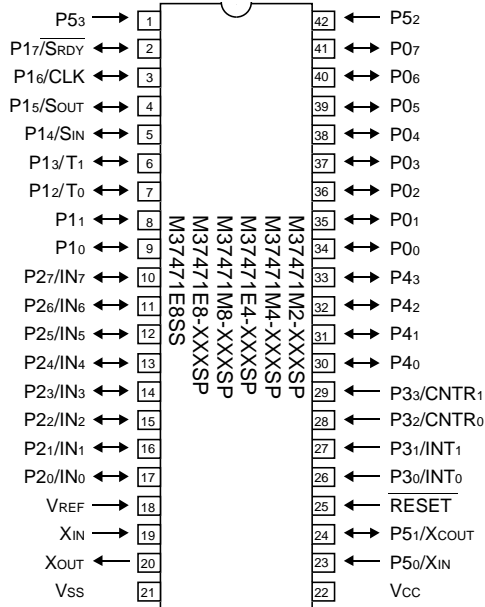 P53 1 42 P52
P17/SRDY 2 41 P07
P16/CLK 3 40 P06
P15/SOUT 4 39 P05
P14/SIN 5 38 P04
P13/T1 6 37 P03
P12/T0 7 36 P02
P11 8 35 P01
P10 9 34 P00
P27/IN7 10 33 P43
P26/IN6 11 32 P42
P25/IN5 12 31 P41
P24/IN4 13 30 P40
P23/IN3 14 29 P33/CNTR1
P22/IN2 15 28 P32/CNTR0
P21/IN1 16 27 P31/INT1
P20/IN0 17 26 P30/INT0
VREF 18 25 RESET
XIN 19 24 P51/XCOUT
XOUT 20 23 P50/XIN
VSS 21 22 VCC
M37471M2-XXXSP
M37471M4-XXXSP
M37471E4-XXXSP
M37471M8-XXXSP
M37471E8-XXXSP
M37471E8SS